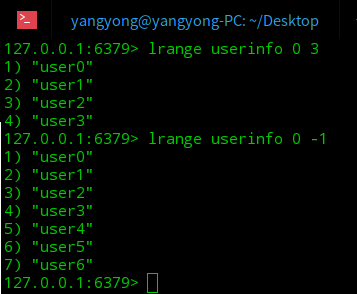 yangyong@yangyong-PC: ~/Desktop
127.0.0.1:6379> lrange userinfo 0 3
1) "user0"
2) "user1"
3) "user2"
4) "user3"
127.0.0.1:6379> lrange userinfo 0 -1
1) "user0"
2) "user1"
3) "user2"
4) "user3"
5) "user4"
6) "user5"
7) "user6"
127.0.0.1:6379>